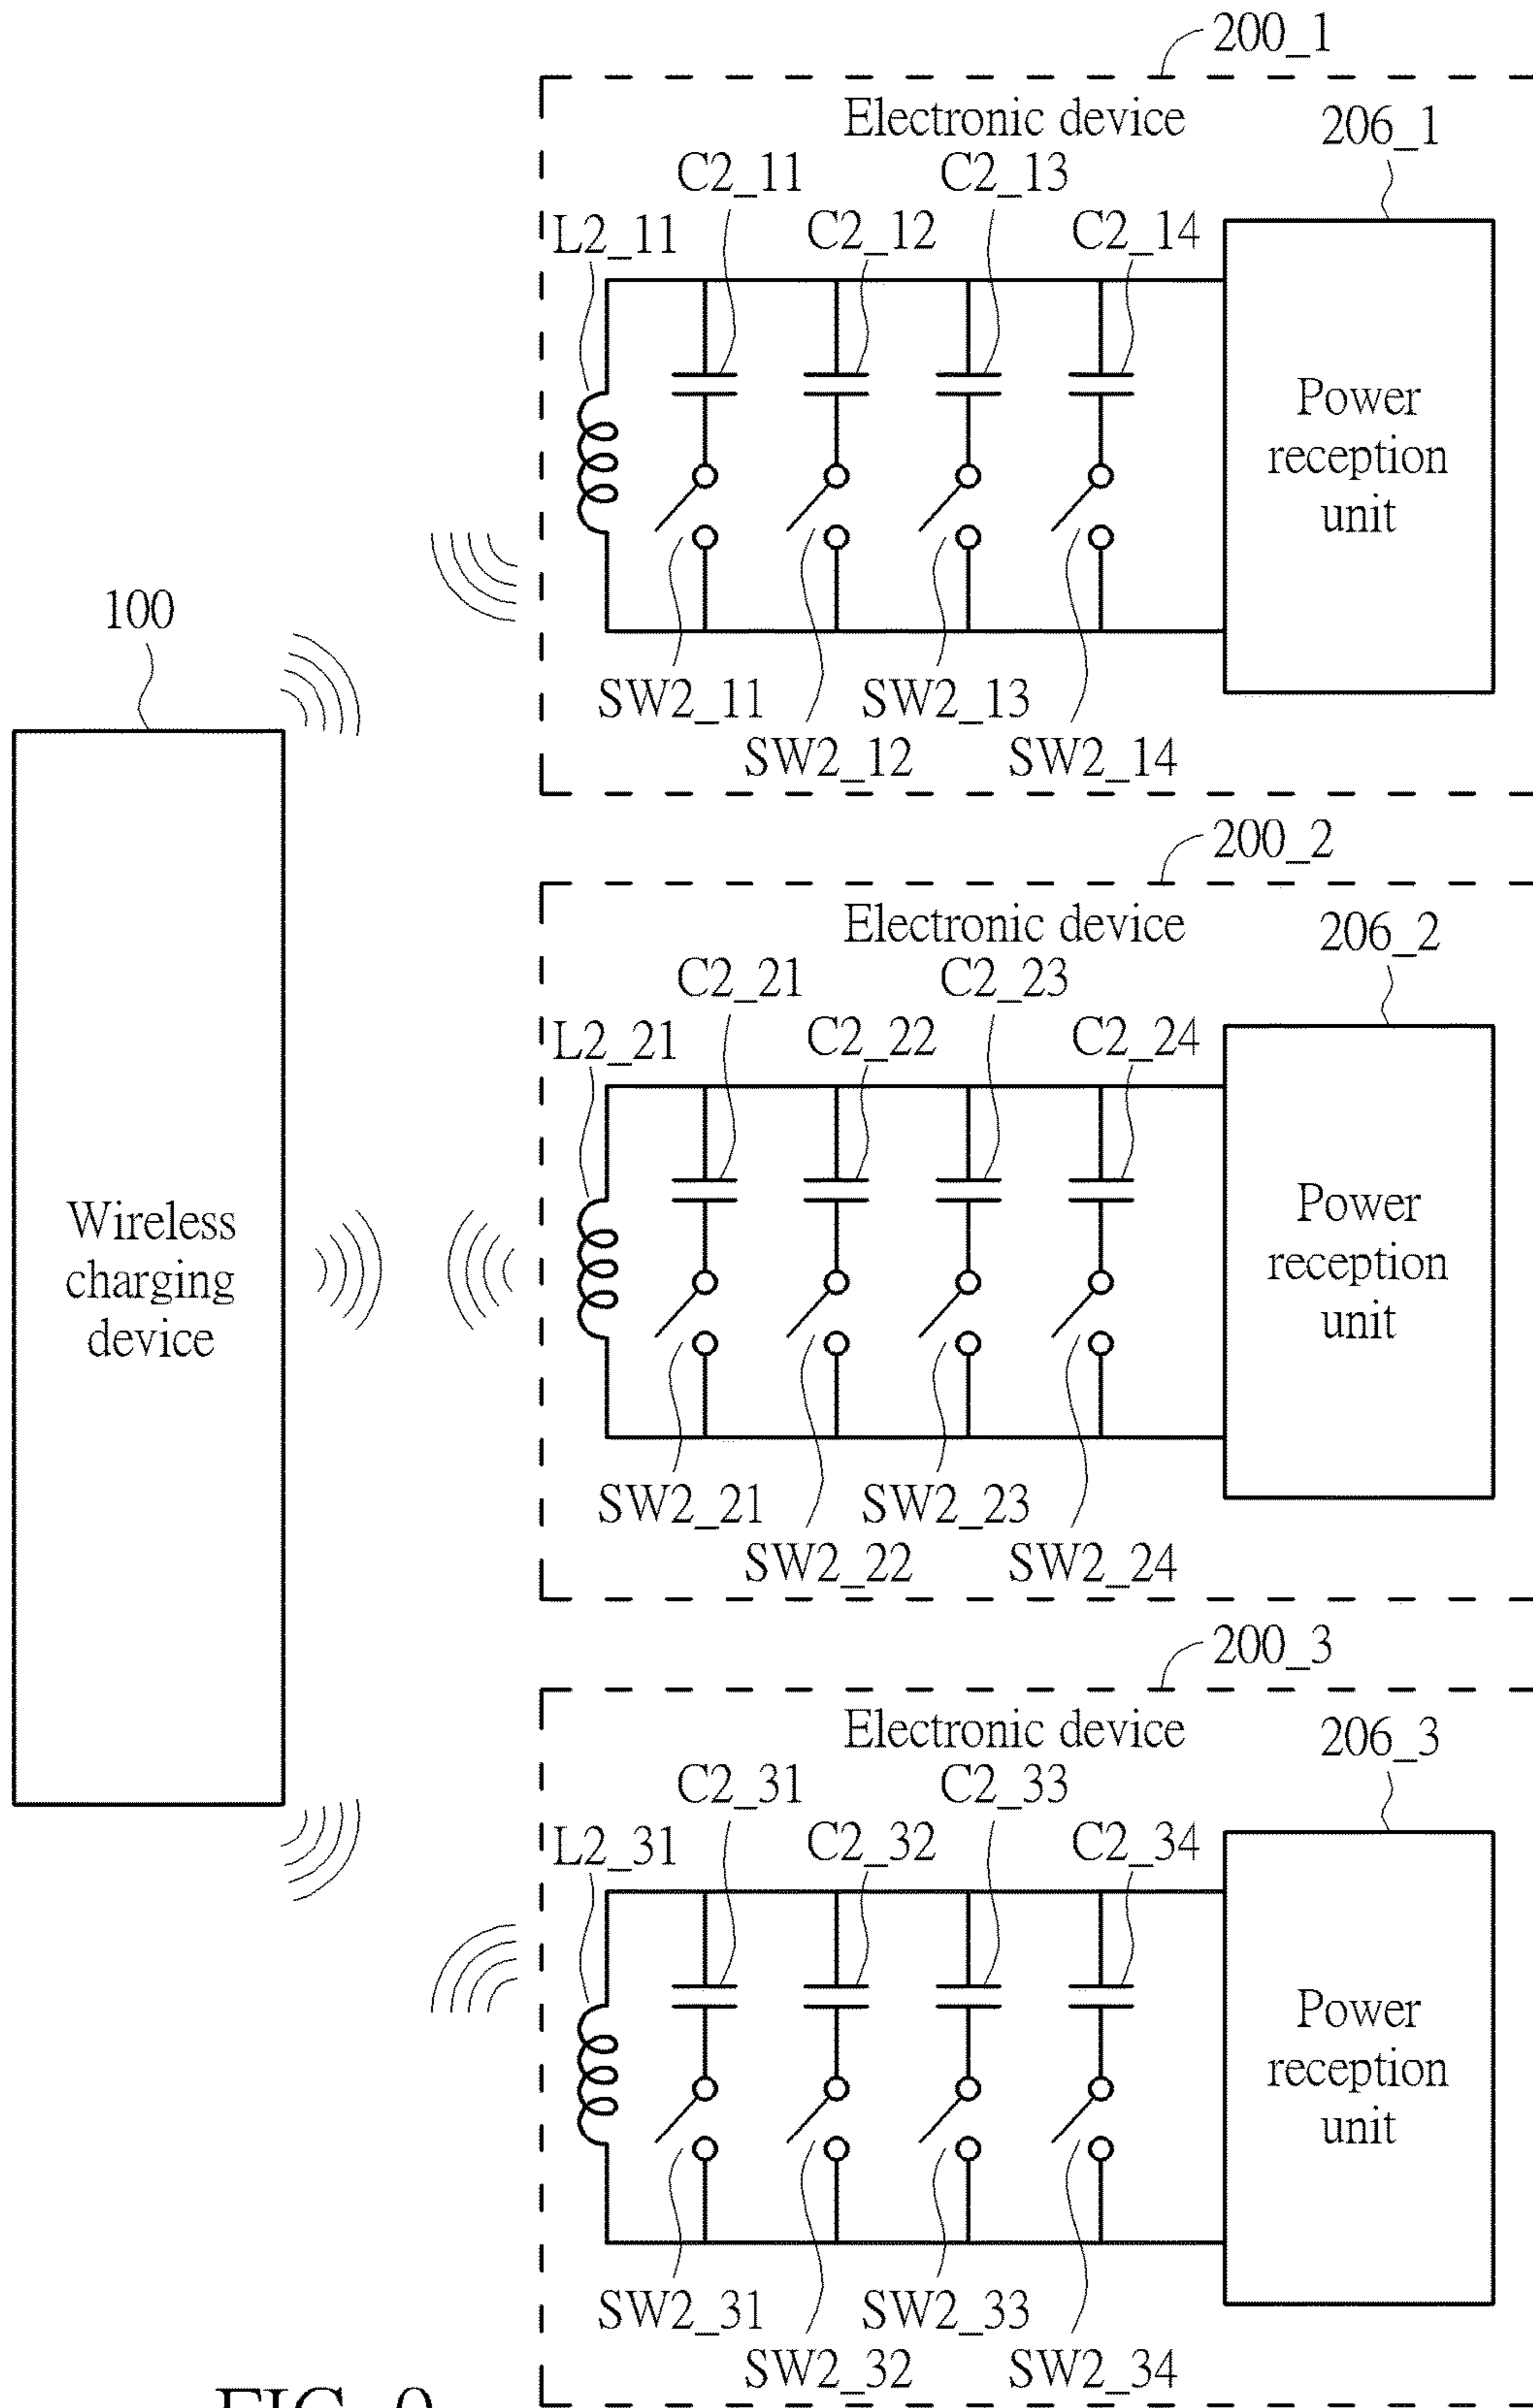 200_1
Electronic device
206_1
C2_11
C2_13
L2_11
C2_12
C2_14
Power
reception
unit
SW2_11
SW2_13
SW2_12
SW2_14
100
Wireless
charging
device
200_2
Electronic device
206_2
C2_21
C2_23
L2_21
C2_22
C2_24
Power
reception
unit
SW2_21
SW2_23
SW2_22
SW2_24
200_3
Electronic device
206_3
C2_31
C2_33
L2_31
C2_32
C2_34
Power
reception
unit
SW2_31
SW2_33
SW2_32
SW2_34
FIG.